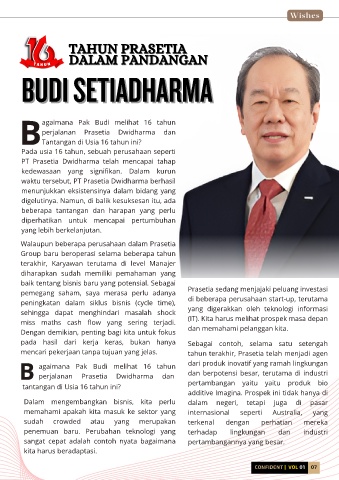 Wishes
16
TAHUN
TAHUN PRASETIA
DALAM PANDANGAN
BUDI SETIADHARMA
Bagaimana Pak Budi melihat 16 tahun
perjalanan Prasetia Dwidharma dan
Tantangan di Usia 16 tahun ini?
Pada usia 16 tahun, sebuah perusahaan seperti
PT Prasetia Dwidharma telah mencapai tahap
kedewasaan yang signifikan. Dalam kurun
waktu tersebut, PT Prasetia Dwidharma berhasil
menunjukkan eksistensinya dalam bidang yang
digelutinya. Namun, di balik kesuksesan itu, ada
beberapa tantangan dan harapan yang perlu
diperhatikan untuk mencapai pertumbuhan
yang lebih berkelanjutan.
Walaupun beberapa perusahaan dalam Prasetia
Group baru beroperasi selama beberapa tahun
terakhir, Karyawan terutama di level Manajer
diharapkan sudah memiliki pemahaman yang
baik tentang bisnis baru yang potensial. Sebagai
pemegang saham, saya merasa perlu adanya
peningkatan dalam siklus bisnis (cycle time),
sehingga dapat menghindari masalah shock
miss maths cash flow yang sering terjadi.
Dengan demikian, penting bagi kita untuk fokus
pada hasil dari kerja keras, bukan hanya
mencari pekerjaan tanpa tujuan yang jelas.
Bagaimana Pak Budi melihat 16 tahun
perjalanan Prasetia Dwidharma dan
tantangan di Usia 16 tahun ini?
Dalam mengembangkan bisnis, kita perlu
memahami apakah kita masuk ke sektor yang
sudah crowded atau yang merupakan
penemuan baru. Perubahan teknologi yang
sangat cepat adalah contoh nyata bagaimana
kita harus beradaptasi.
Prasetia sedang menjajaki peluang investasi
di beberapa perusahaan start-up, terutama
yang digerakkan oleh teknologi informasi
(IT). Kita harus melihat prospek masa depan
dan memahami pelanggan kita.
Sebagai contoh, selama satu setengah
tahun terakhir, Prasetia telah menjadi agen
dari produk inovatif yang ramah lingkungan
dan berpotensi besar, terutama di industri
pertambangan yaitu yaitu produk bio
additive Imagina. Prospek ini tidak hanya di
dalam negeri, tetapi juga di pasar
internasional seperti Australia, yang
terkenal dengan perhatian mereka
terhadap lingkungan dan industri
pertambangannya yang besar.
CONFIDENT | VOL 01 07